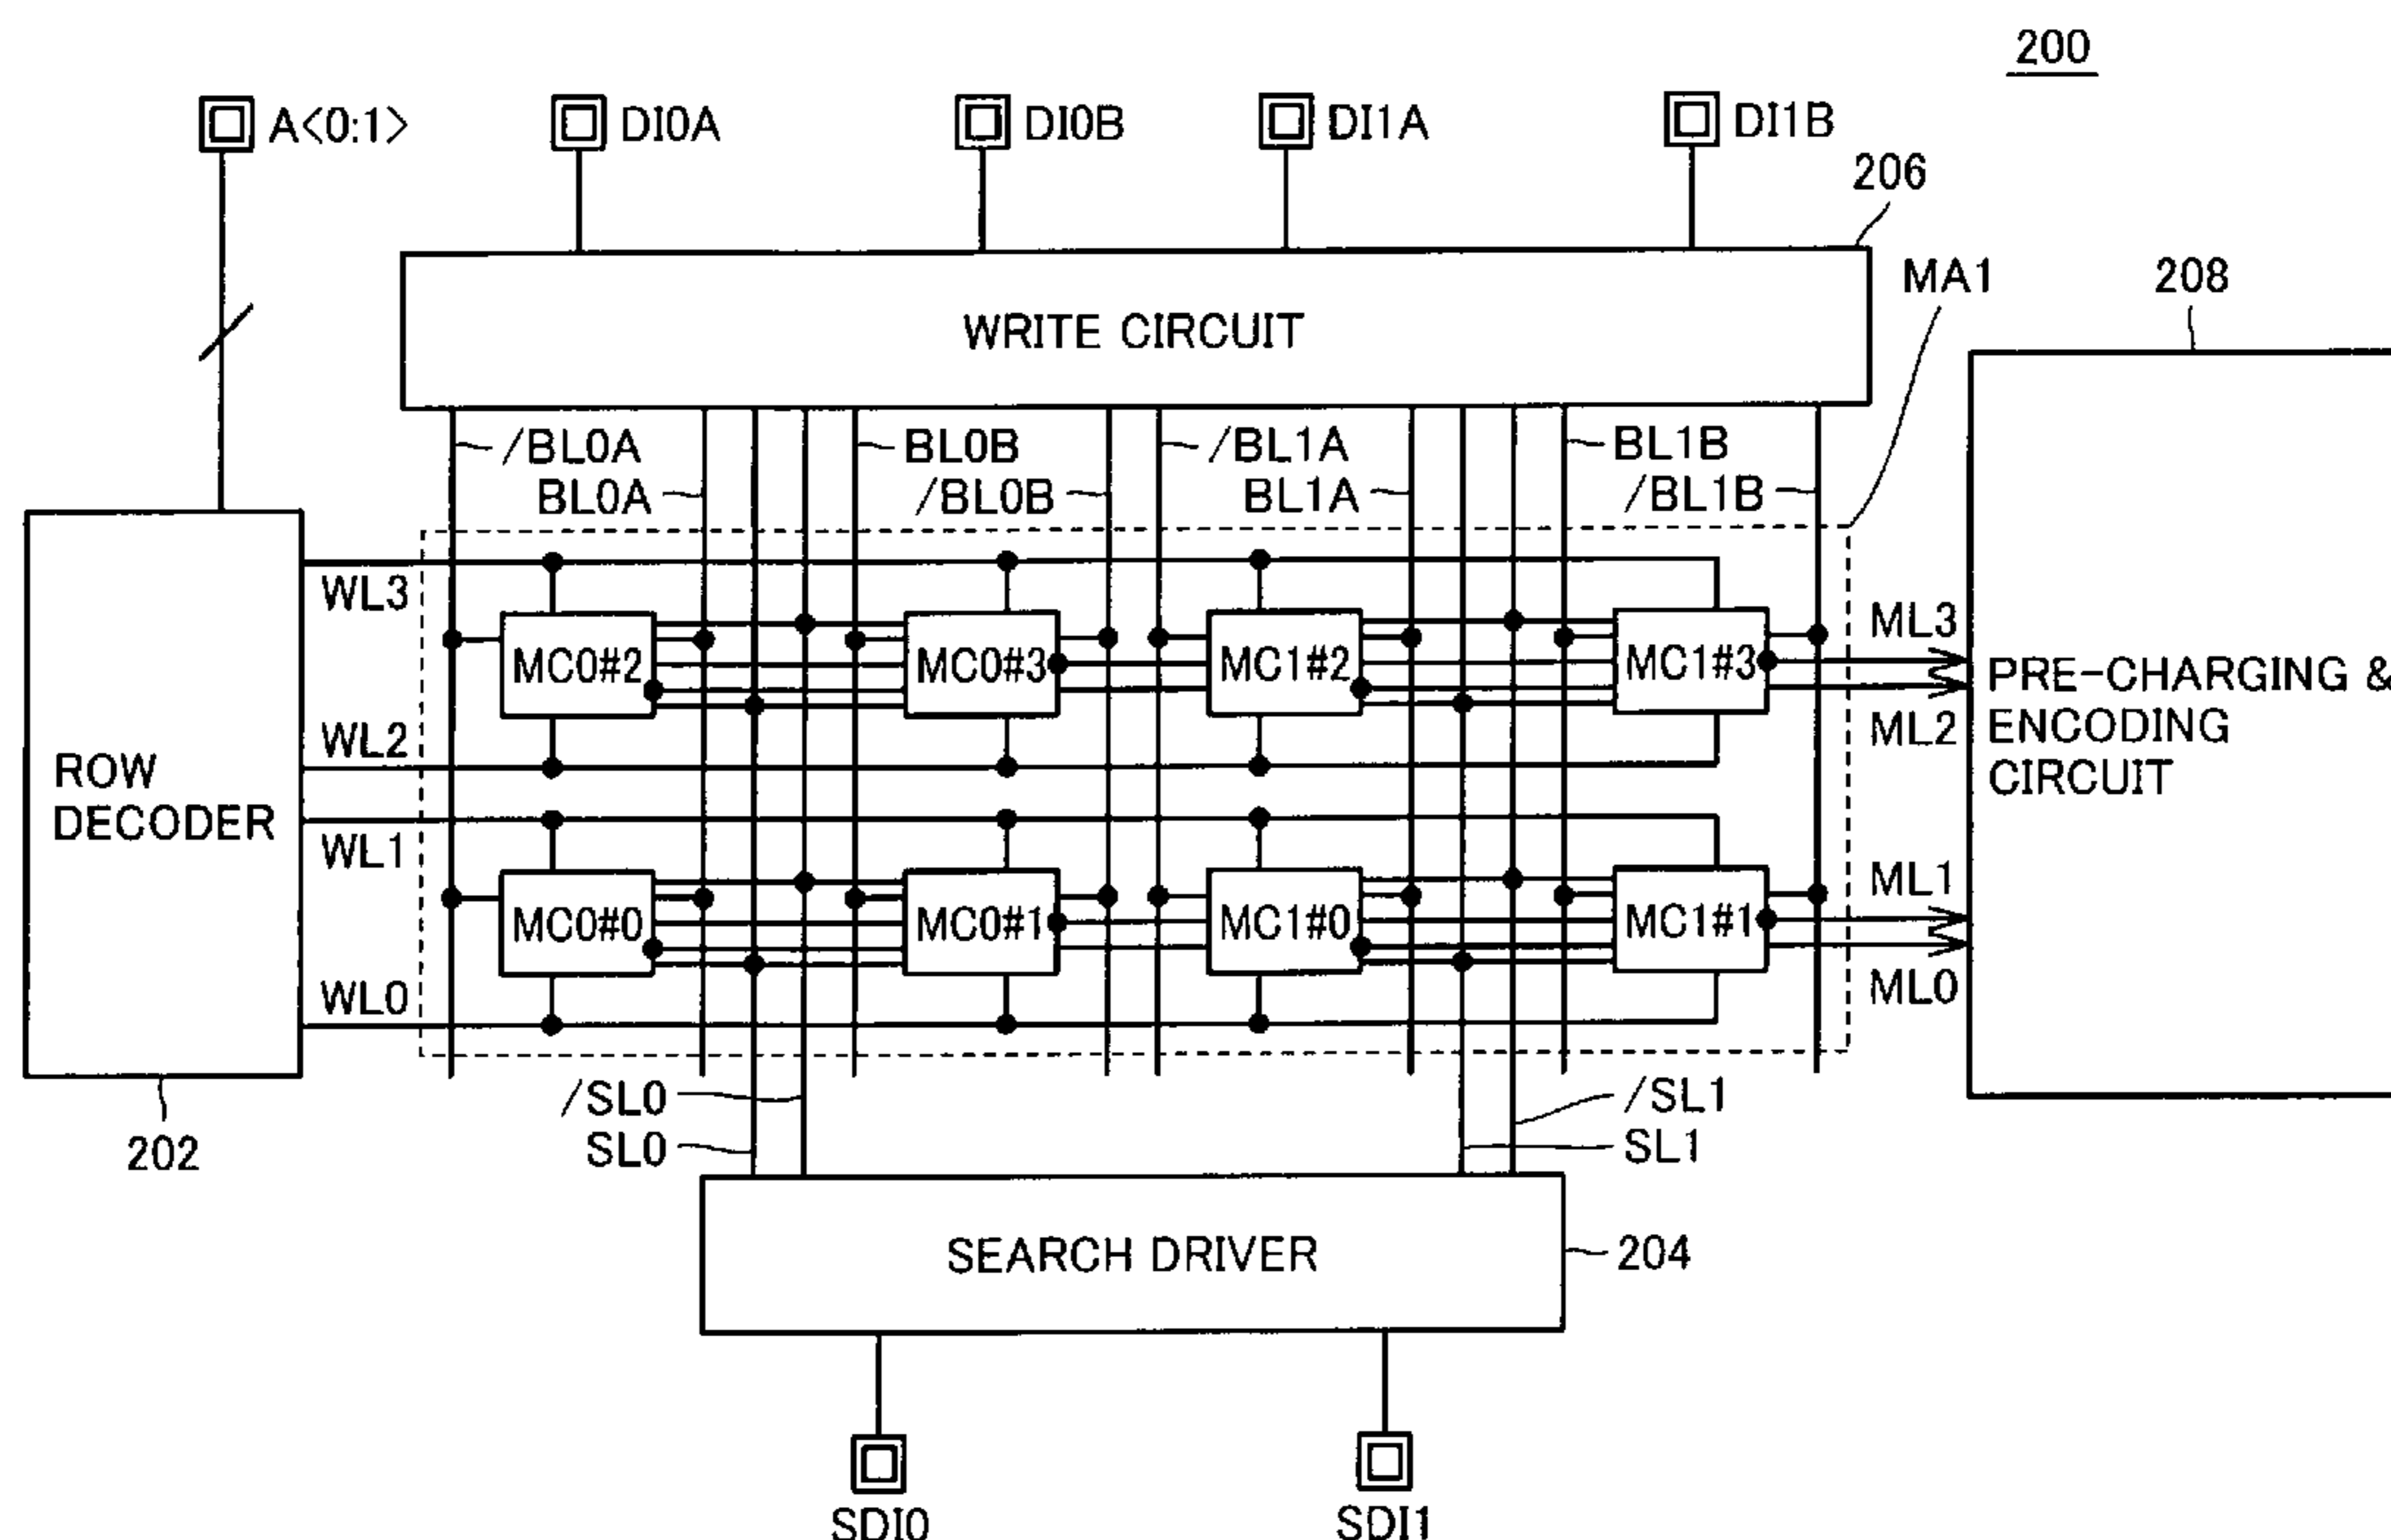 200
A<0:1>
DI0A
DI0B
DI1A
DI1B
206
WRITE CIRCUIT
MA1
208
/BL0A
BL0A
BL0B
/BL0B
/BL1A
BL1A
BL1B
/BL1B
WL3
MC0#2
MC0#3
MC1#2
MC1#3
ML3
ML2
WL2
ROW
DECODER
PRE-CHARGING &
ENCODING
CIRCUIT
WL1
MC0#0
MC0#1
MC1#0
MC1#1
ML1
ML0
WL0
202
/SL0
SL0
/SL1
SL1
SEARCH DRIVER
204
SDI0
SDI1